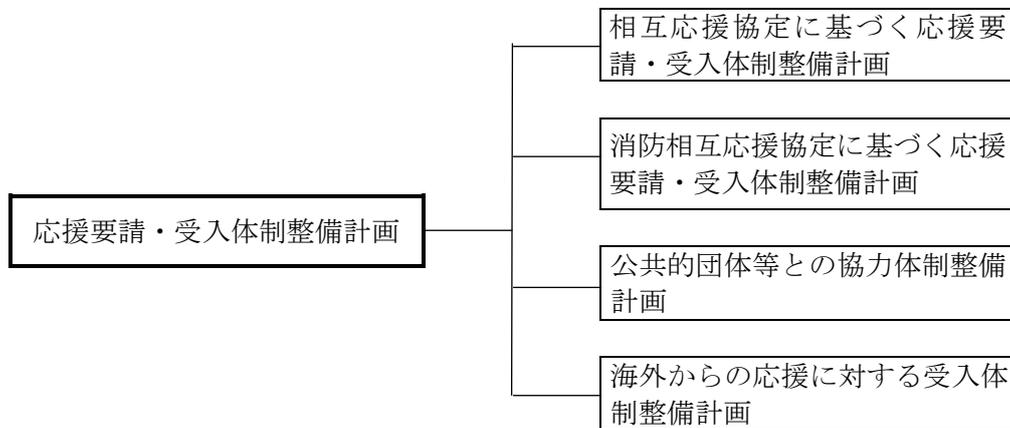 応援要請・受入体制整備計画
相互応援協定に基づく応援要
請・受入体制整備計画
消防相互応援協定に基づく応援
要請・受入体制整備計画
公共的団体等との協力体制整備
計画
海外からの応援に対する受入体
制整備計画